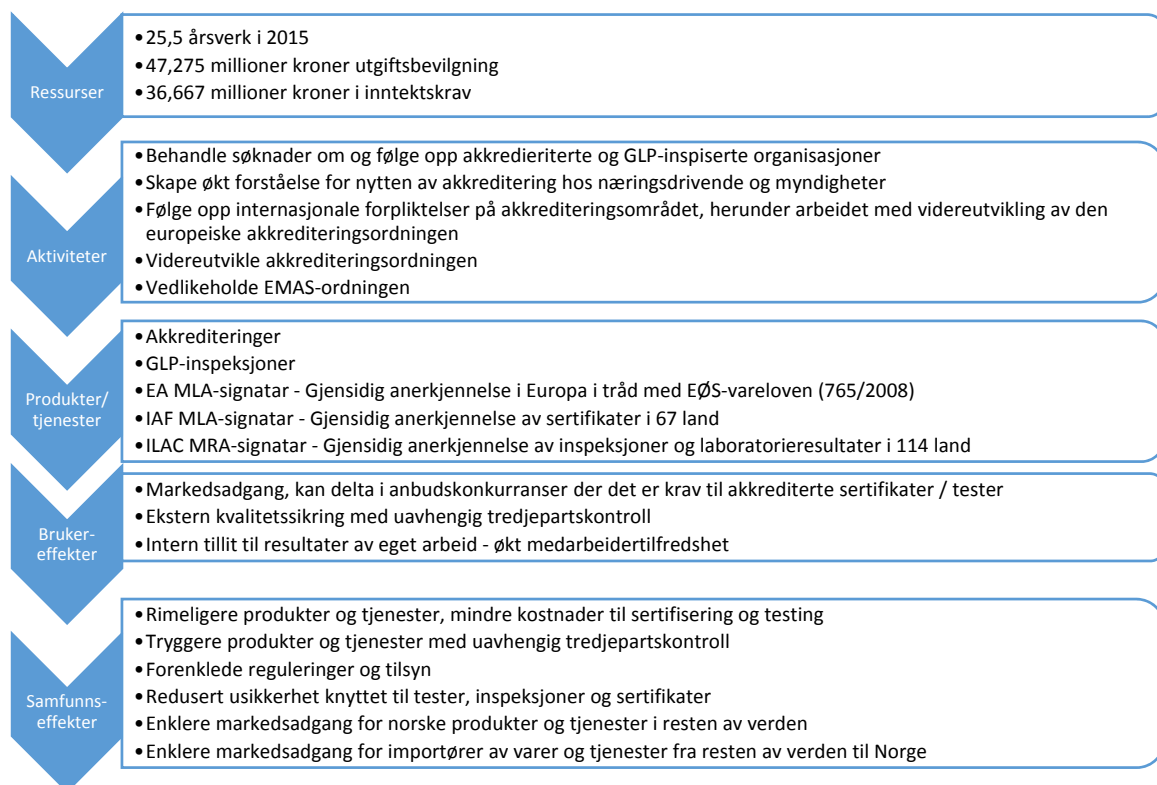 Ressurser
•25,5 årsverk i 2015
•47,275 millioner kroner utgiftsbevilgning
•36,667 millioner kroner i inntektskrav
Aktiviteter
•Behandle søknader om og følge opp akkredieriterte og GLP-inspiserte organisasjoner
•Skape økt forståelse for nytten av akkreditering hos næringsdrivende og myndigheter
•Følge opp internasjonale forpliktelser på akkrediteringsområdet, herunder arbeidet med videreutvikling av den
europeiske akkrediteringsordningen
•Videreutvikle akkrediteringsordningen
•Vedlikeholde EMAS-ordningen
Produkter/
tjenester
•Akkrediteringer
•GLP-inspeksjoner
•EA MLA-signatar - Gjensidig anerkjennelse i Europa i tråd med EØS-vareloven (765/2008)
•IAF MLA-signatar - Gjensidig anerkjennelse av sertifikater i 67 land
•ILAC MRA-signatar - Gjensidig anerkjennelse av inspeksjoner og laboratorieresultater i 114 land
Bruker-
effekter
•Markedsadgang, kan delta i anbudskonkurranser der det er krav til akkrediterte sertifikater / tester
•Ekstern kvalitetssikring med uavhengig tredjepartskontroll
•Intern tillit til resultater av eget arbeid - økt medarbeidertilfredshet
Samfunns-
effekter
•Rimeligere produkter og tjenester, mindre kostnader til sertifisering og testing
•Tryggere produkter og tjenester med uavhengig tredjepartskontroll
•Forenklede reguleringer og tilsyn
•Redusert usikkerhet knyttet til tester, inspeksjoner og sertifikater
•Enklere markedsadgang for norske produkter og tjenester i resten av verden
•Enklere markedsadgang for importører av varer og tjenester fra resten av verden til Norge